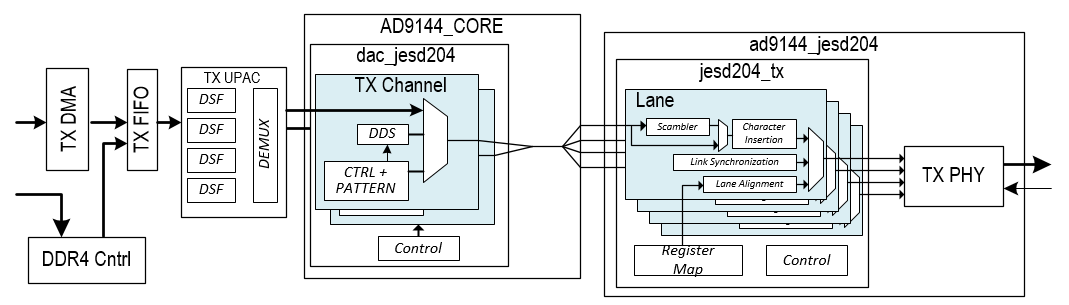 TX DMA
TX FIFO
DDR4 Cntrl
TX UPAC
DSF
DSF
DSF
DSF
DEMUX
AD9144_CORE
dac_jesd204
TX Channel
DDS
CTRL +
PATTERN
Control
ad9144_jesd204
jesd204_tx
Lane
Scambler
Character
Insertion
Link Synchronization
Lane Alignment
Register
Map
Control
TX PHY